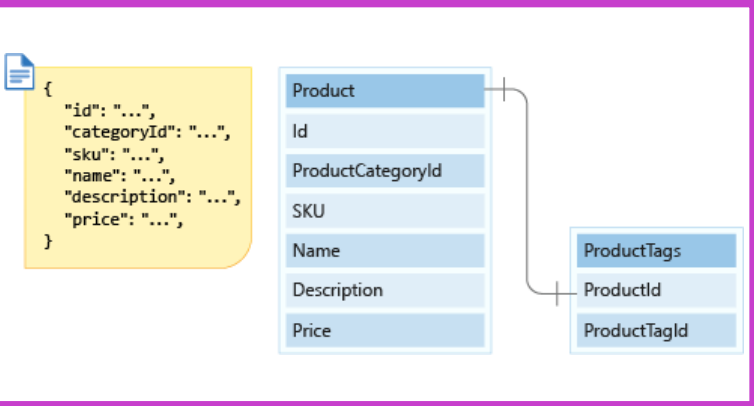 {
"id": "...",
"categoryId": "...",
"sku": "...",
"name": "...",
"description": "...",
"price": "...",
}
Product
Id
ProductCategoryId
SKU
Name
Description
Price
ProductTags
ProductId
ProductTagId